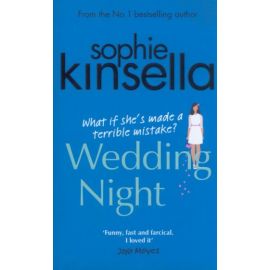 From the No 1 bestselling author
sophie
kinsella
What if she's made a
terrible mistake?
Wedding
Night
'Funny, fast and farcical,
I loved it'
Jojo Moyes